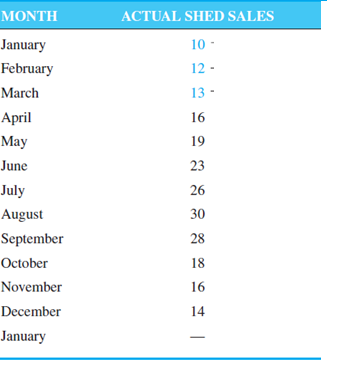 MONTH ACTUAL SHED SALES
January 10 -
February 12 -
March 13 -
April 16
May 19
June 23
July 26
August 30
September 28
October 18
November 16
December 14
January —